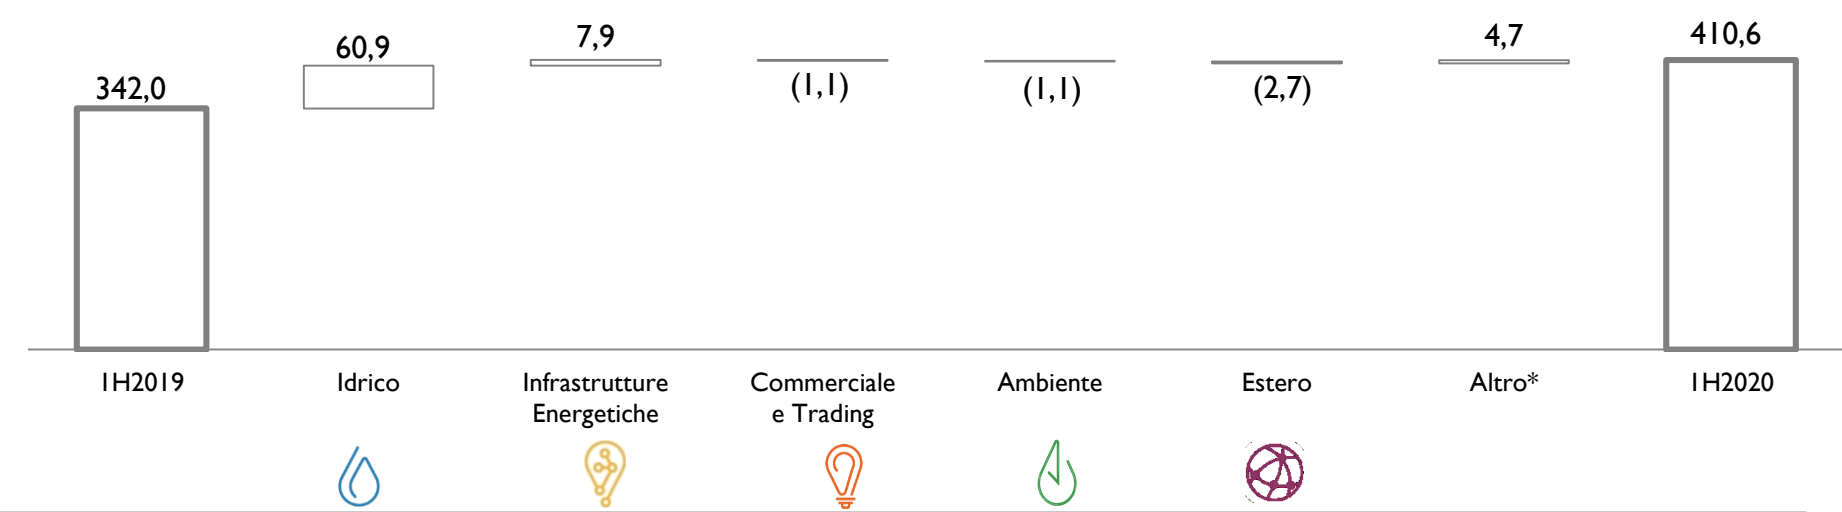 342,0
60,9
7,9
(1,1)
(1,1)
(2,7)
4,7
410,6
1H2019
Idrico
Infrastrutture
Energetiche
Commerciale
e Trading
Ambiente
Estero
Altro*
1H2020